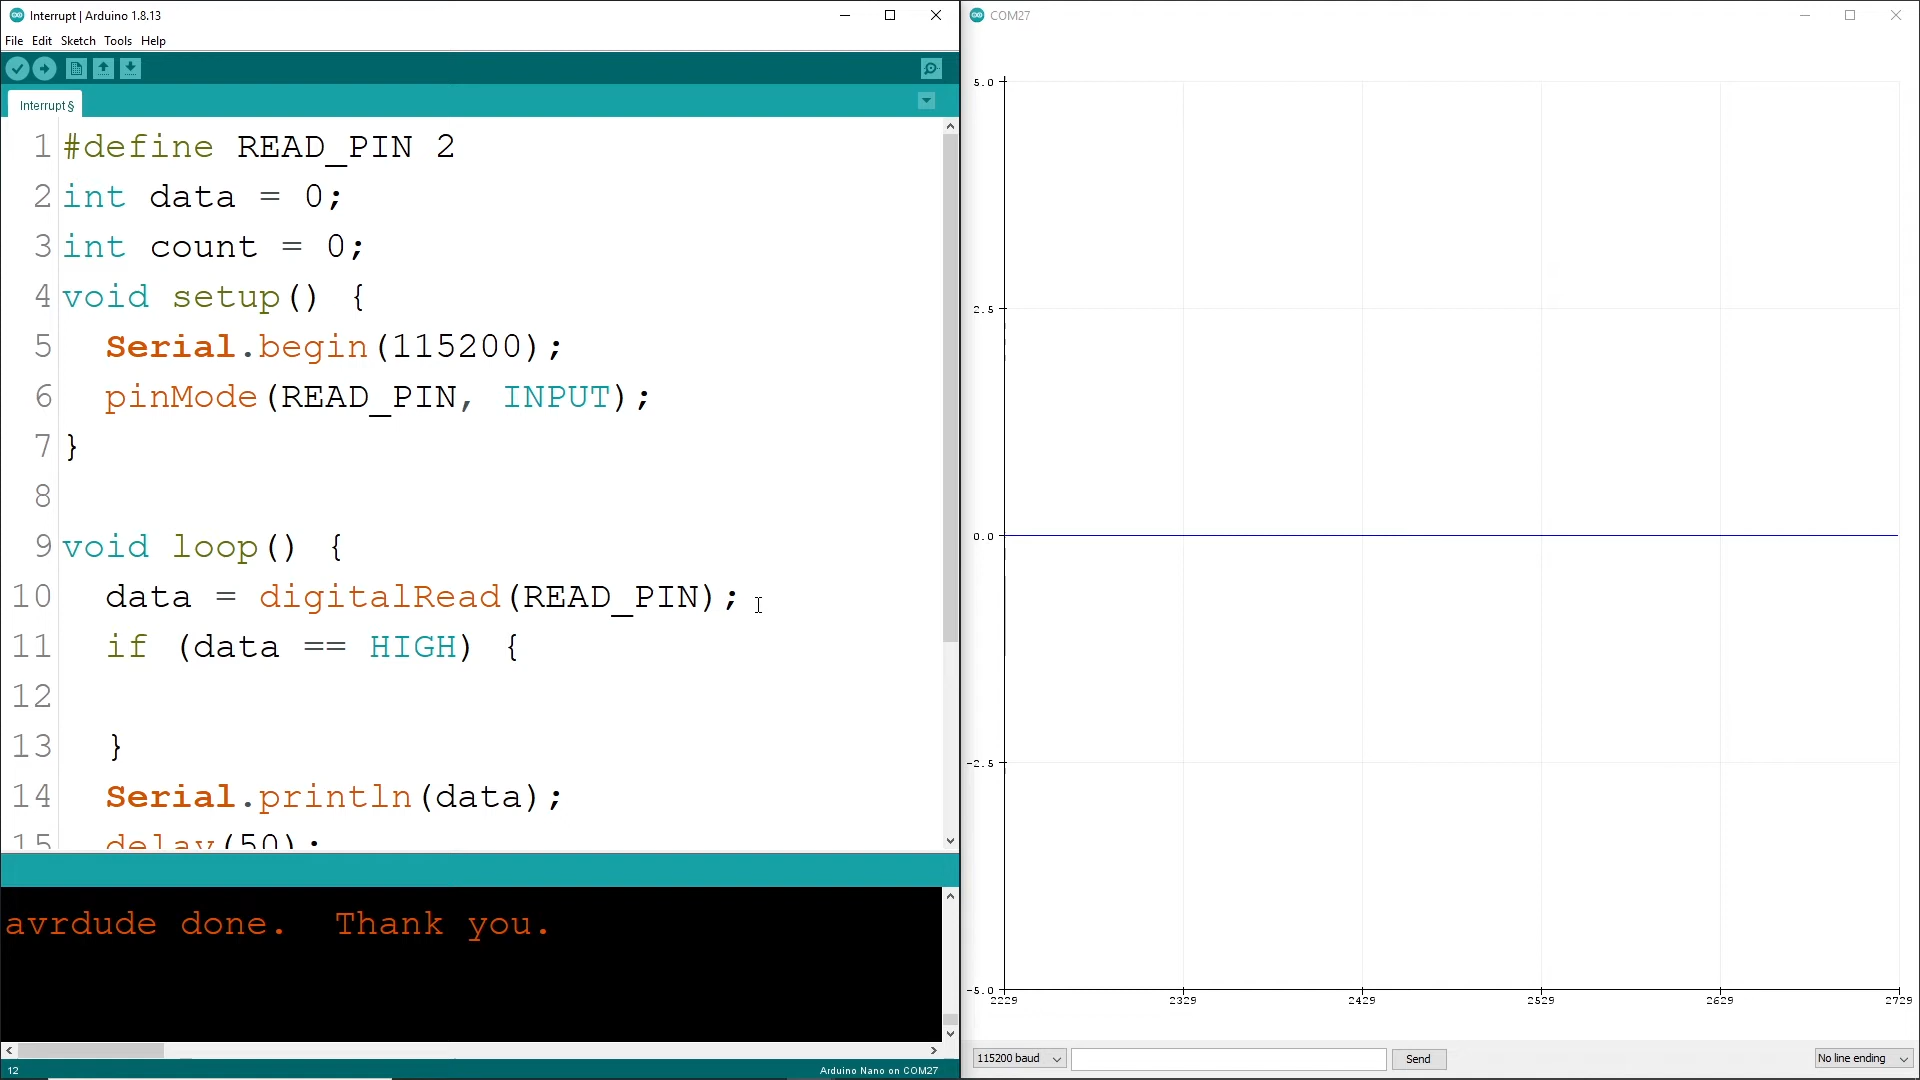 Interrupt | Arduino 1.8.13
File Edit Sketch Tools Help
Interrupt§
1 #define READ_PIN 2
2 int data = 0;
3 int count = 0;
4 void setup() {
5 Serial.begin(115200);
6 pinMode(READ_PIN, INPUT);
7 }
8
9 void loop() {
10 data = digitalRead(READ_PIN);
11 if (data == HIGH) {
12
13 }
14 Serial.println(data);
15 delay(50);
avrdude done.  Thank you.
12 Arduino Nano on COM27
COM27
5.0
2.5
0.0
-2.5
-5.0
2229 2329 2429 2529 2629 2729
115200 baud Send No line ending